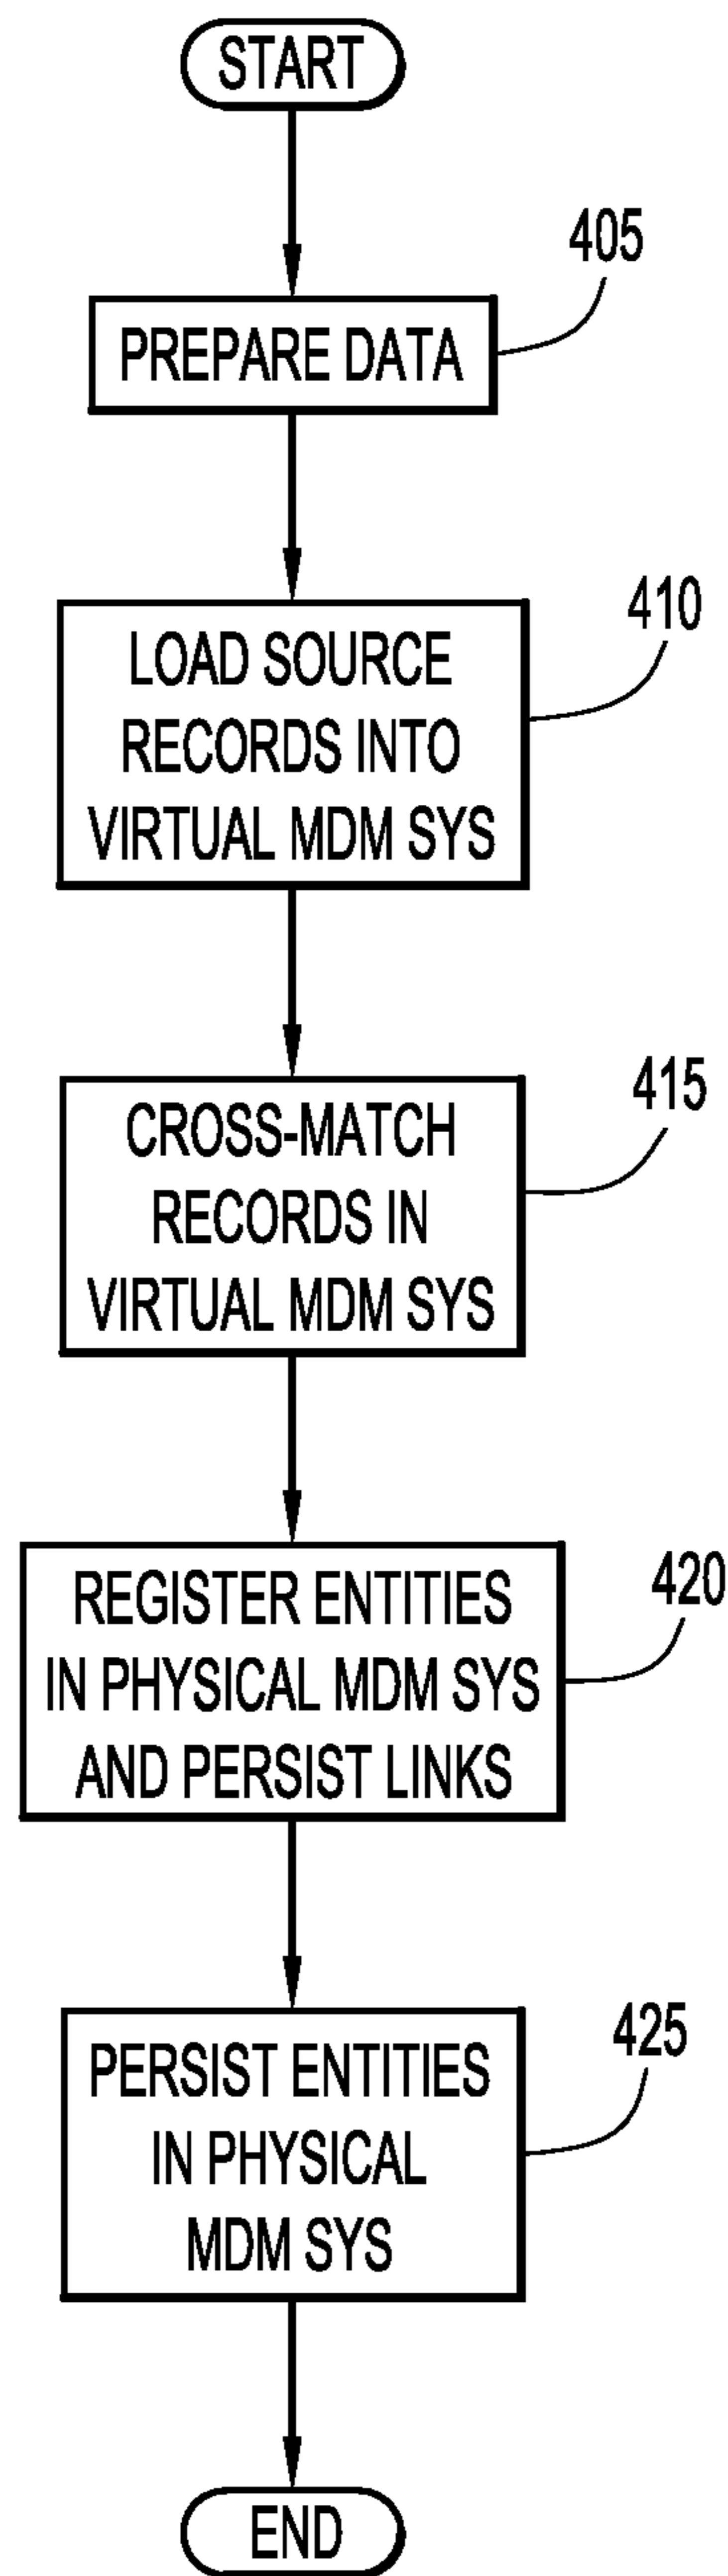 START
405
PREPARE DATA
410
LOAD SOURCE
RECORDS INTO
VIRTUAL MDM SYS
415
CROSS-MATCH
RECORDS IN
VIRTUAL MDM SYS
420
REGISTER ENTITIES
IN PHYSICAL MDM SYS
AND PERSIST LINKS
425
PERSIST ENTITIES
IN PHYSICAL
MDM SYS
END